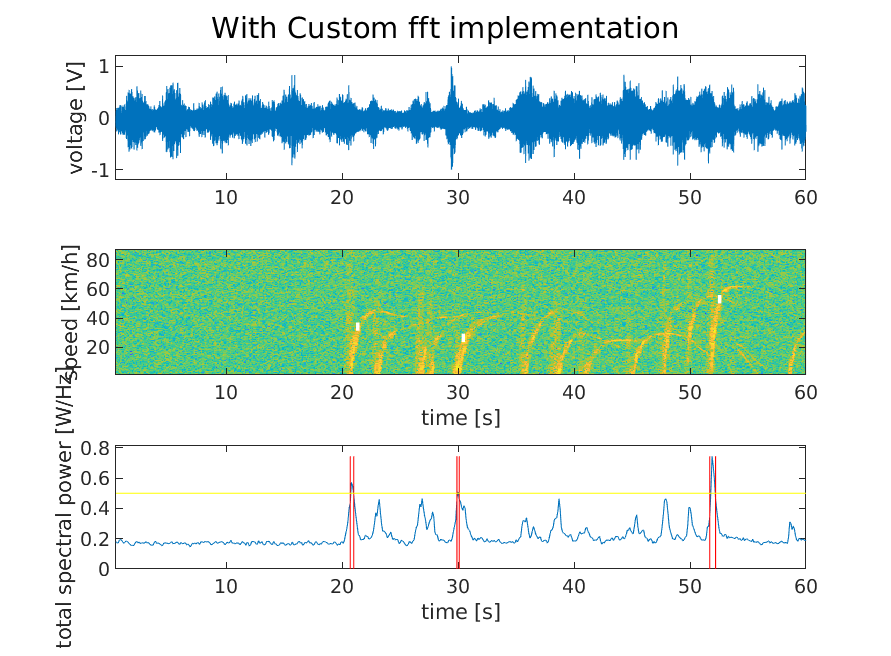 With Custom fft implementation
voltage [V]
1
0
-1
10 20 30 40 50 60
speed [km/h]
80
60
40
20
10 20 30 40 50 60
time [s]
total spectral power [W/Hz]
0.8
0.6
0.4
0.2
0
10 20 30 40 50 60
time [s]